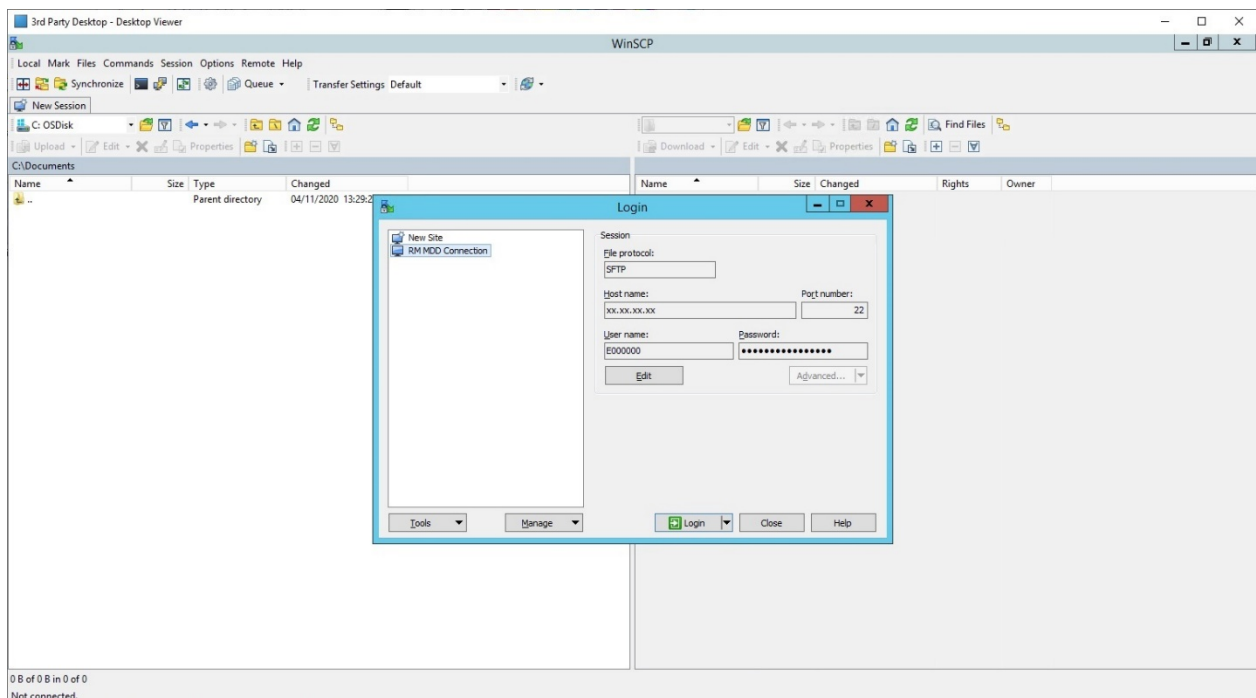 3rd Party Desktop - Desktop Viewer
WinSCP
Local Mark Files Commands Session Options Remote Help
Synchronize Queue Transfer Settings Default
New Session
C: OSDisk Find Files
Upload Edit Properties Download Edit Properties
C:\Documents
Name Size Type Changed Name Size Changed Rights Owner
.. Parent directory 04/11/2020 13:29:2
Login
New Site
RM MDD Connection
Session
File protocol:
SFTP
Host name: Port number:
xx.xx.xx.xx 22
User name: Password:
E000000 ••••••••••••••••
Edit Advanced...
Tools Manage Login Close Help
0 B of 0 B in 0 of 0
Not connected.